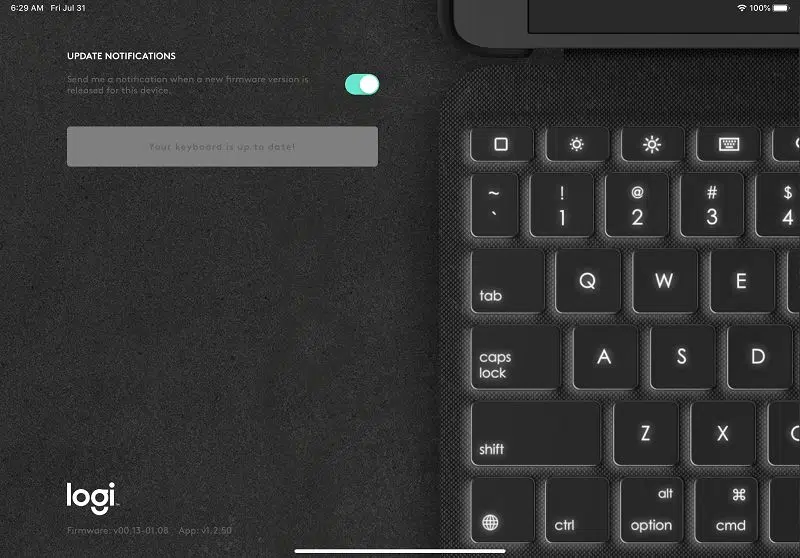 6:29 AM Fri Jul 31
100%
UPDATE NOTIFICATIONS
Send me a notification when a new firmware version is
released for this device.
Your keyboard is up to date!
~ `
! 1
@ 2
# 3
$ 4
tab Q W E
caps
lock A S D
shift Z X C
ctrl
alt
option
⌘
cmd
logi
Firmware: v00.13-01.08 App: v1.2.50